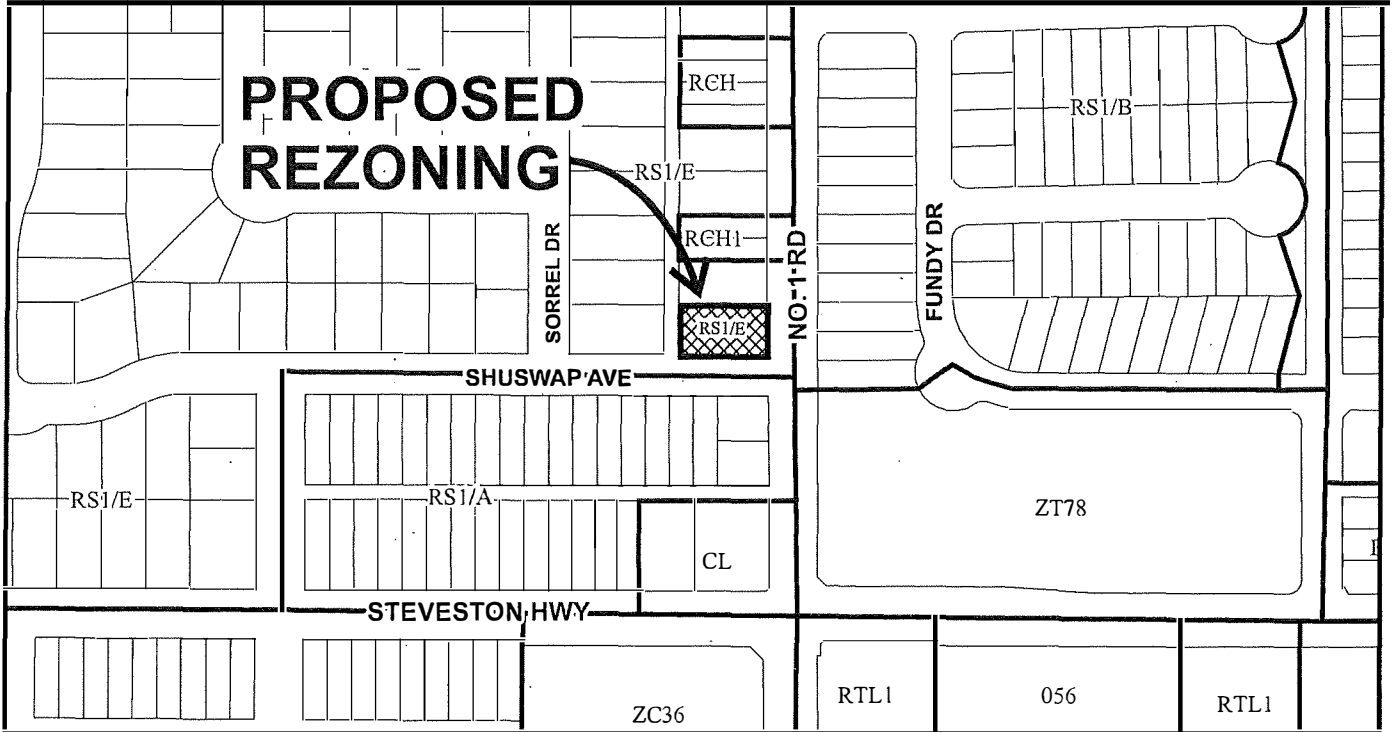 PROPOSED
REZONING
RCH
RS1/B
RS1/E
RCH1
SORREL DR
NO. 1 RD
FUNDY DR
RS1/E
SHUSWAP AVE
RS1/E
RS1/A
ZT78
CL
STEVESTON HWY
ZC36
RTL1
056
RTL1